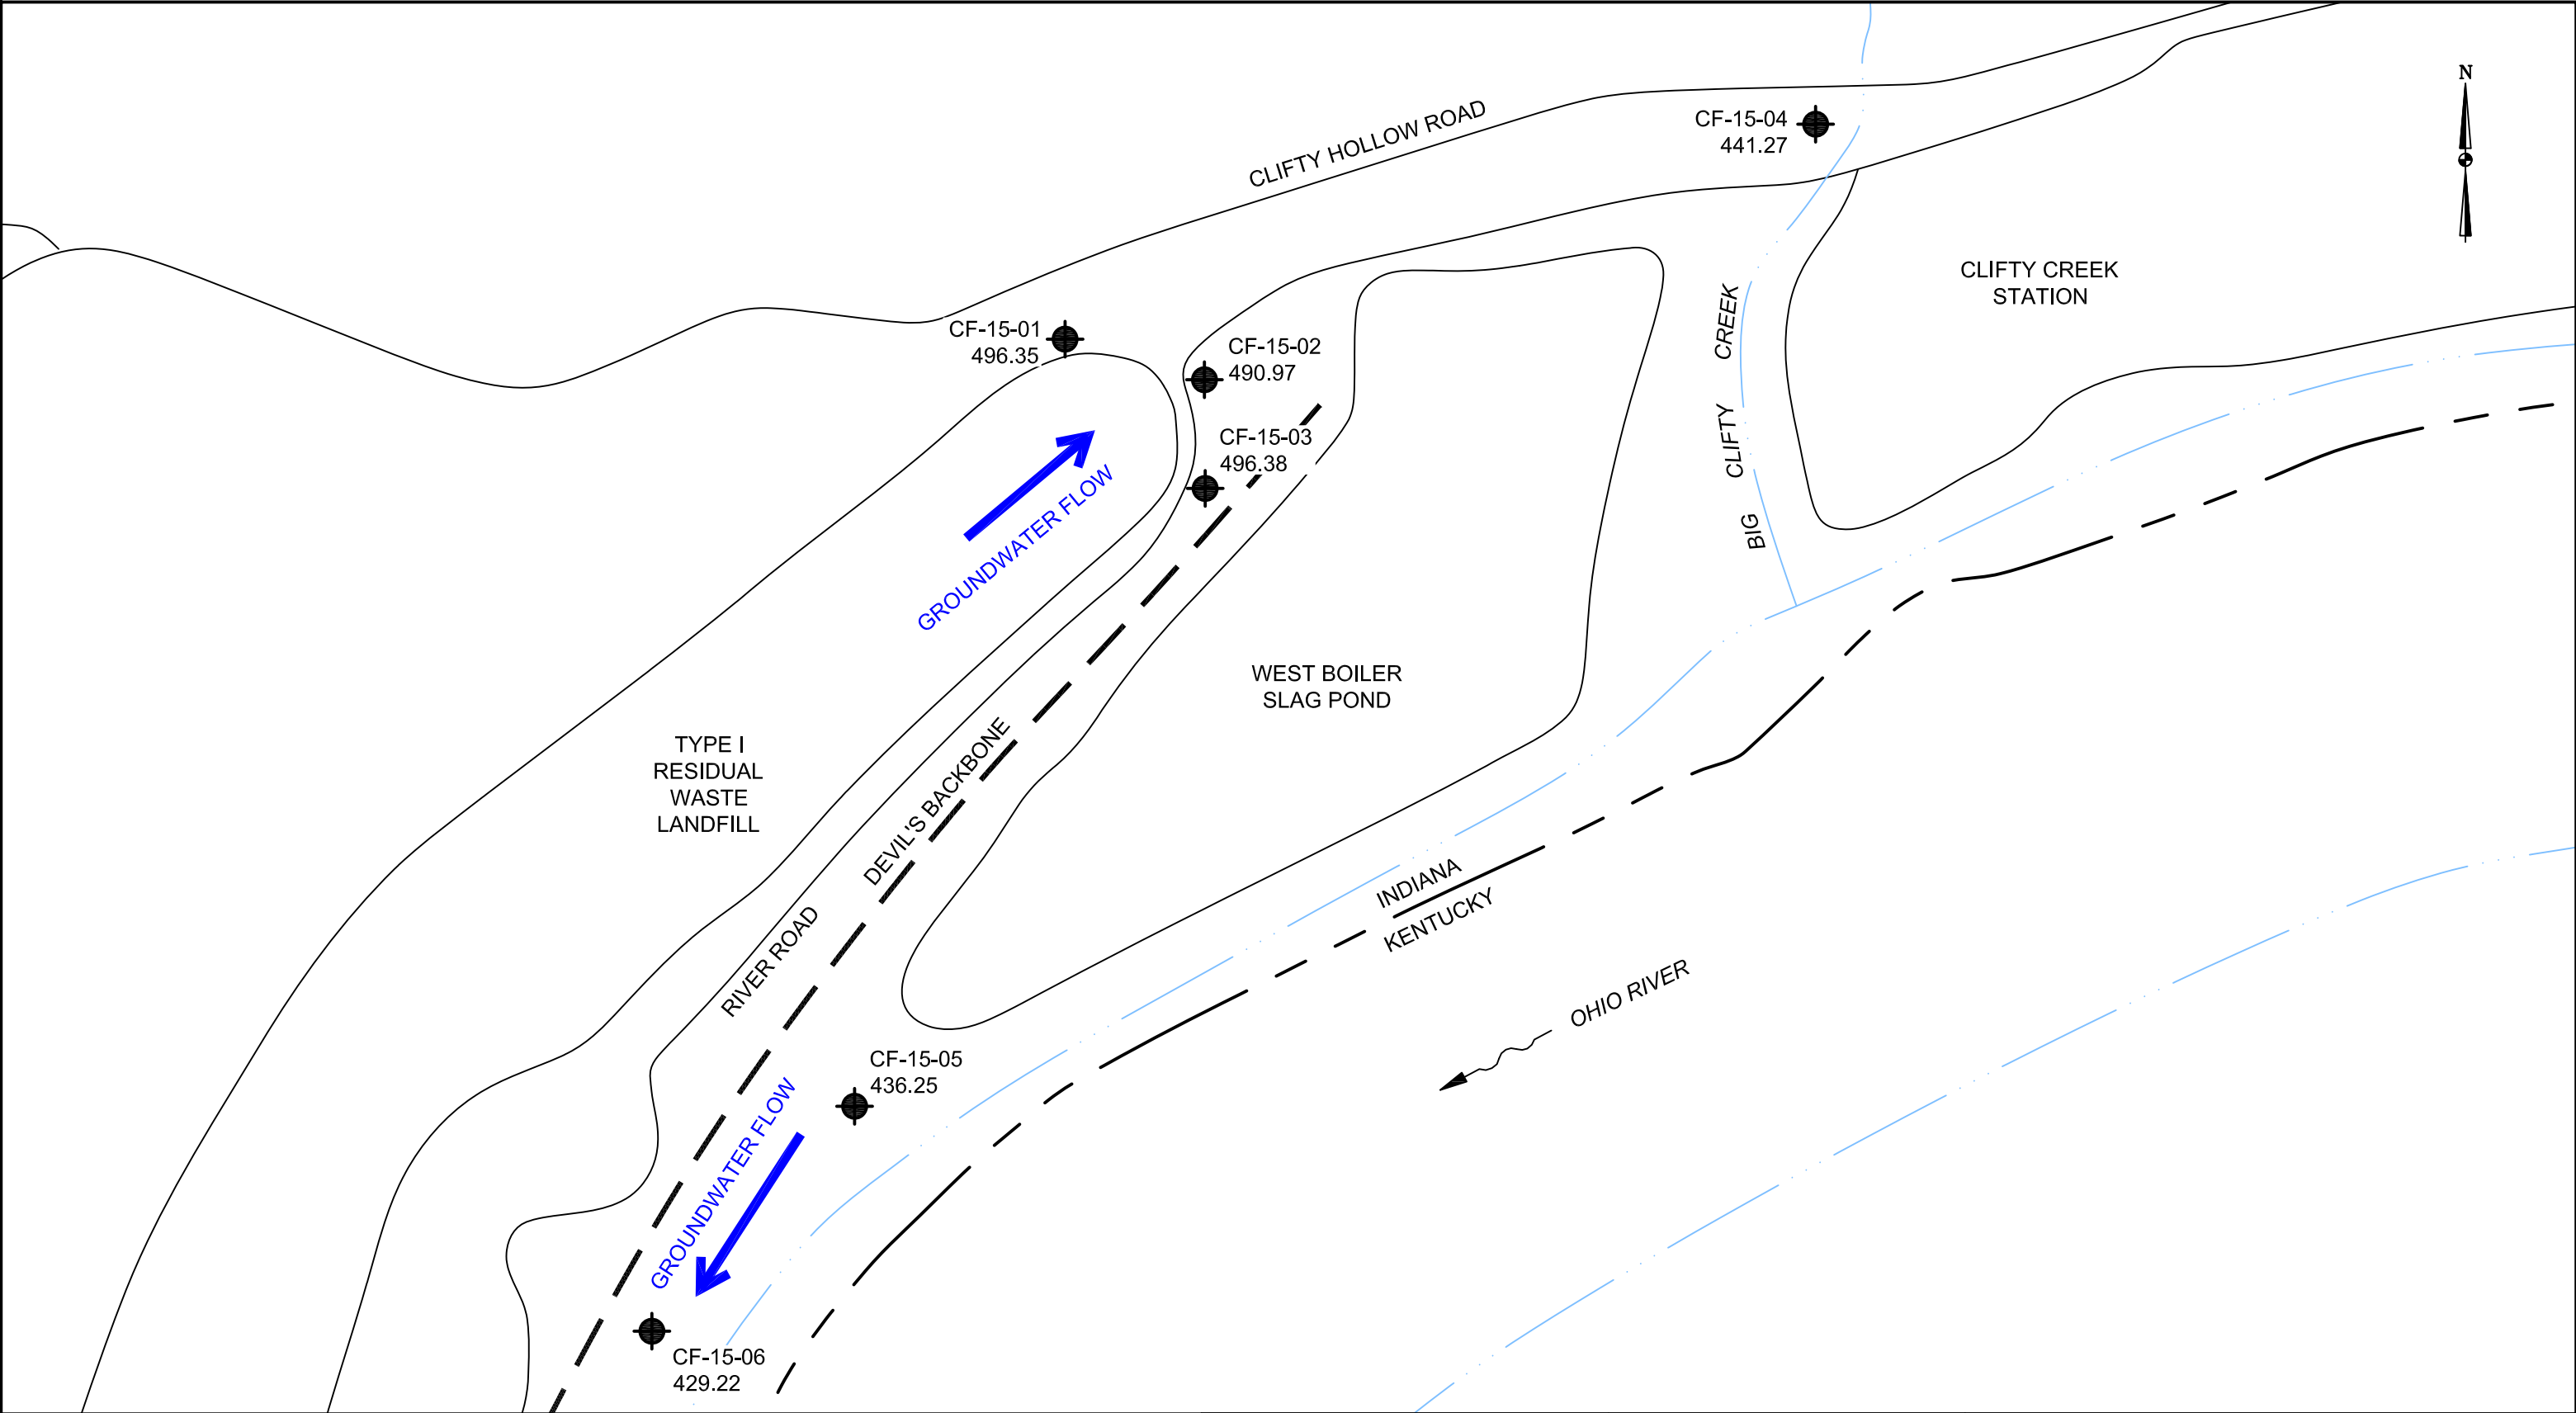 N
CLIFTY HOLLOW ROAD
CF-15-04
441.27
CLIFTY CREEK
STATION
CF-15-01
496.35
CF-15-02
490.97
CF-15-03
496.38
BIG CLIFTY CREEK
GROUNDWATER FLOW
WEST BOILER
SLAG POND
TYPE I
RESIDUAL
WASTE
LANDFILL
DEVIL'S BACKBONE
RIVER ROAD
INDIANA
KENTUCKY
OHIO RIVER
CF-15-05
436.25
GROUNDWATER FLOW
CF-15-06
429.22